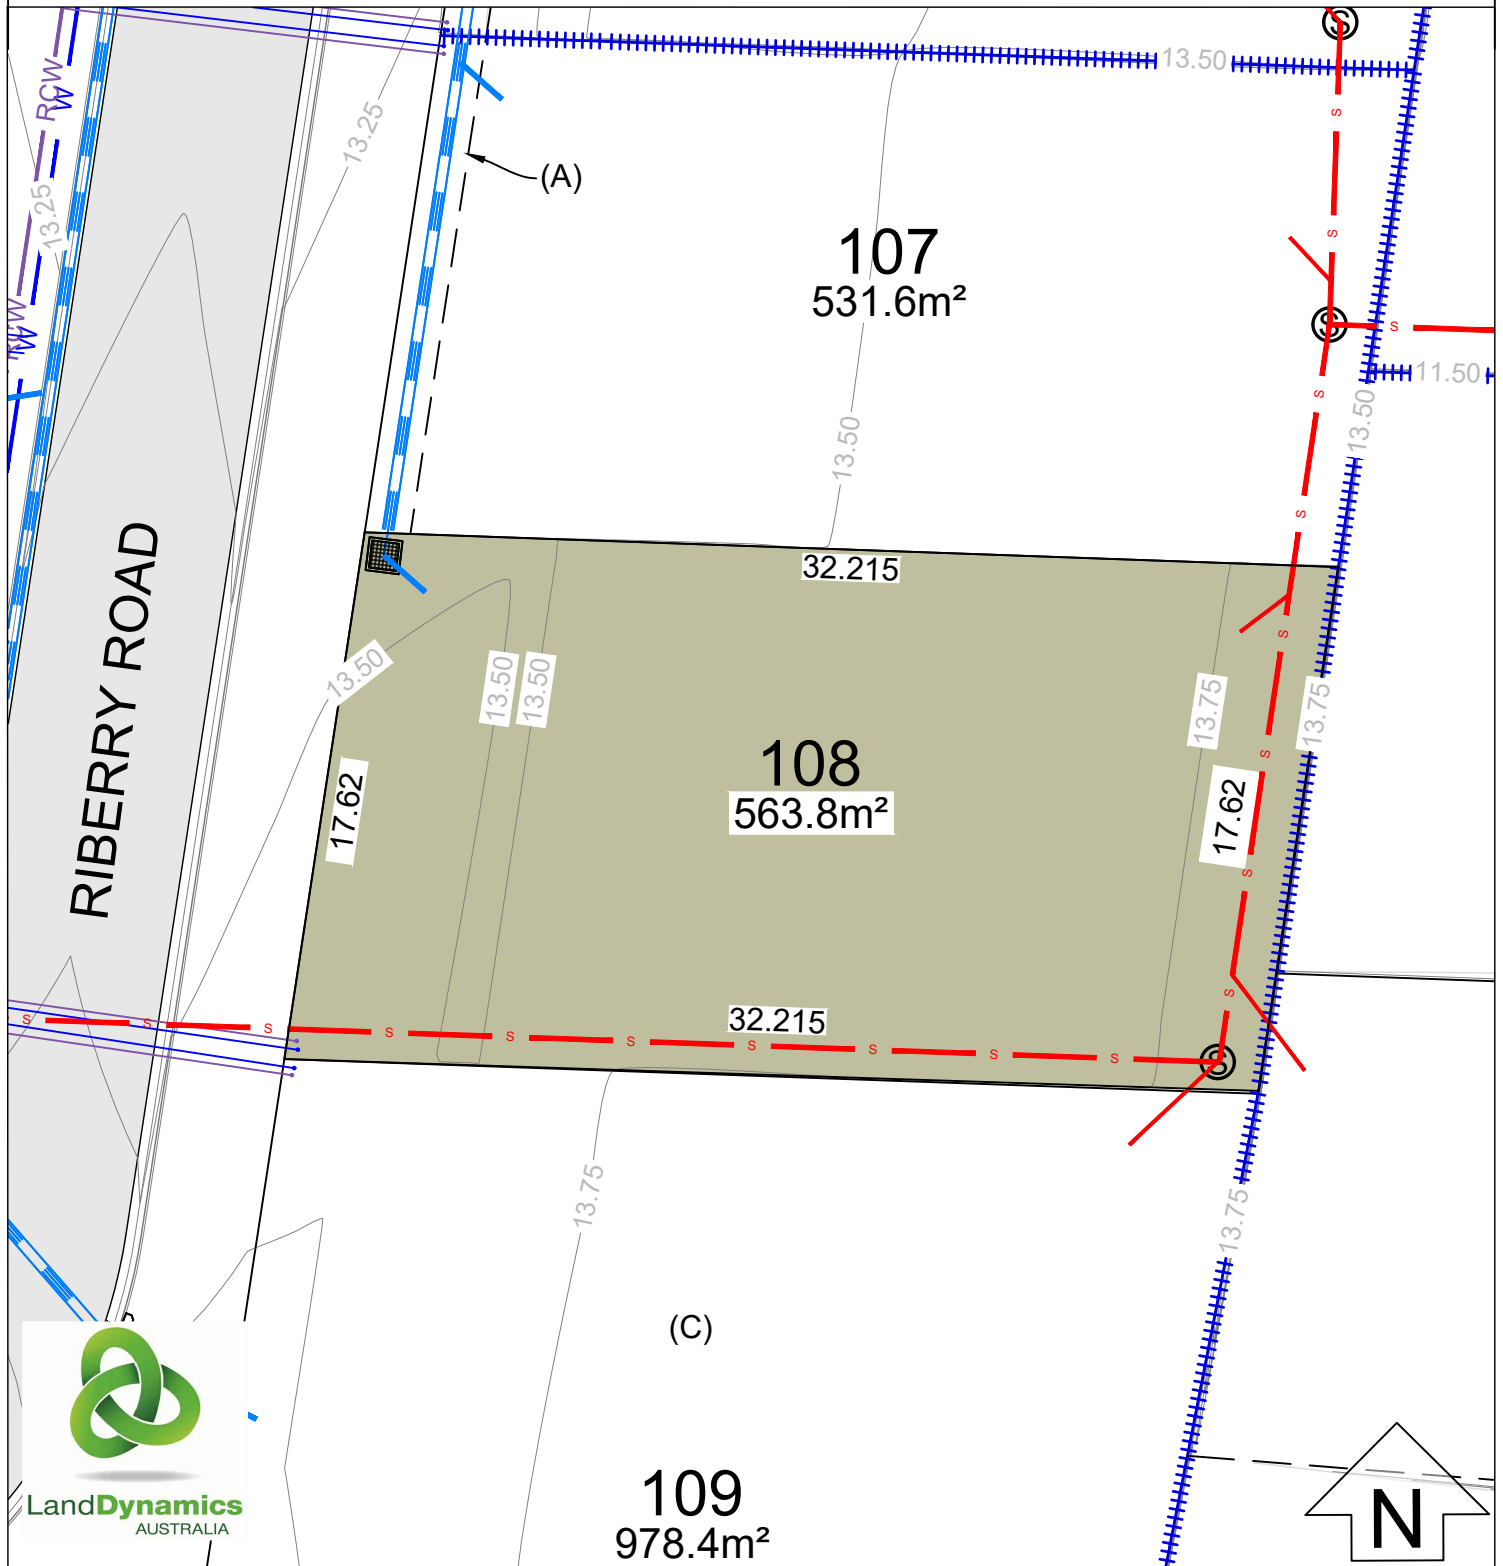 S
13.50
RCW
W
13.25
S
(A)
13.25
107
531.6m²
S
RCW
W
S
S
11.50
S
13.50
13.50
S
32.215
S
RIBERRY ROAD
13.50
13.50
13.50
13.75
13.75
108
563.8m²
S
17.62
17.62
S
S
32.215
S
S
S
S
S
S
S
S
S
S
S
13.75
13.75
(C)
LandDynamics
AUSTRALIA
109
978.4m²
N